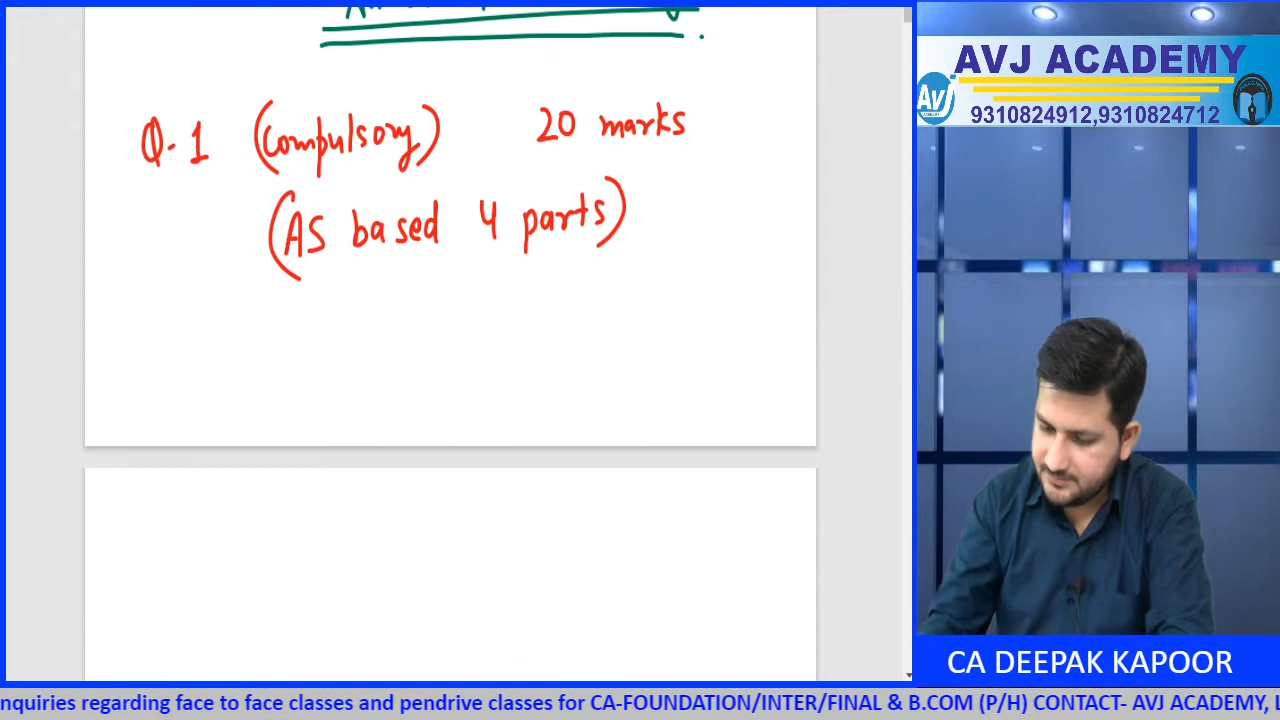 Q-1 (Compulsory) 20 marks
(AS based 4 parts)
AVJ ACADEMY
AVJ
9310824912,9310824712
CA DEEPAK KAPOOR
nquiries regarding face to face classes and pendrive classes for CA-FOUNDATION/INTER/FINAL & B.COM (P/H) CONTACT- AVJ ACADEMY, L